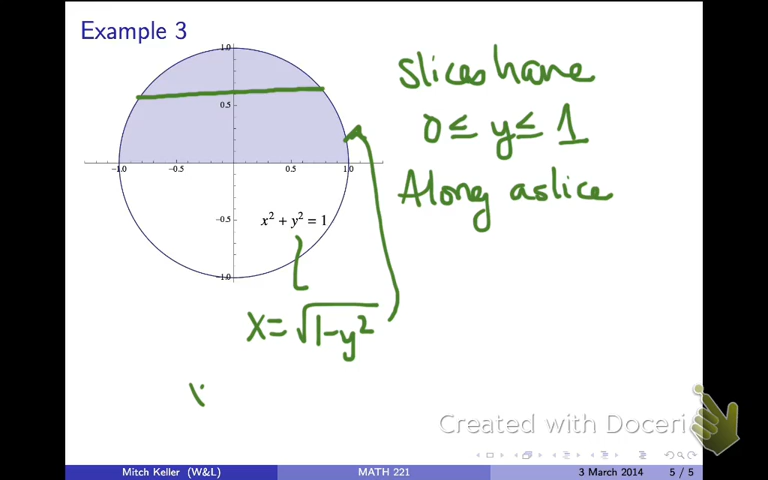 Example 3
1.0
slices have
0.5
0 ≤ y ≤ 1
-1.0 -0.5 0.5 1.0
Along a slice
-0.5
x² + y² = 1
-1.0
x = √(1-y²)
Created with Doceri
Mitch Keller (W&L) MATH 221 3 March 2014 5 / 5